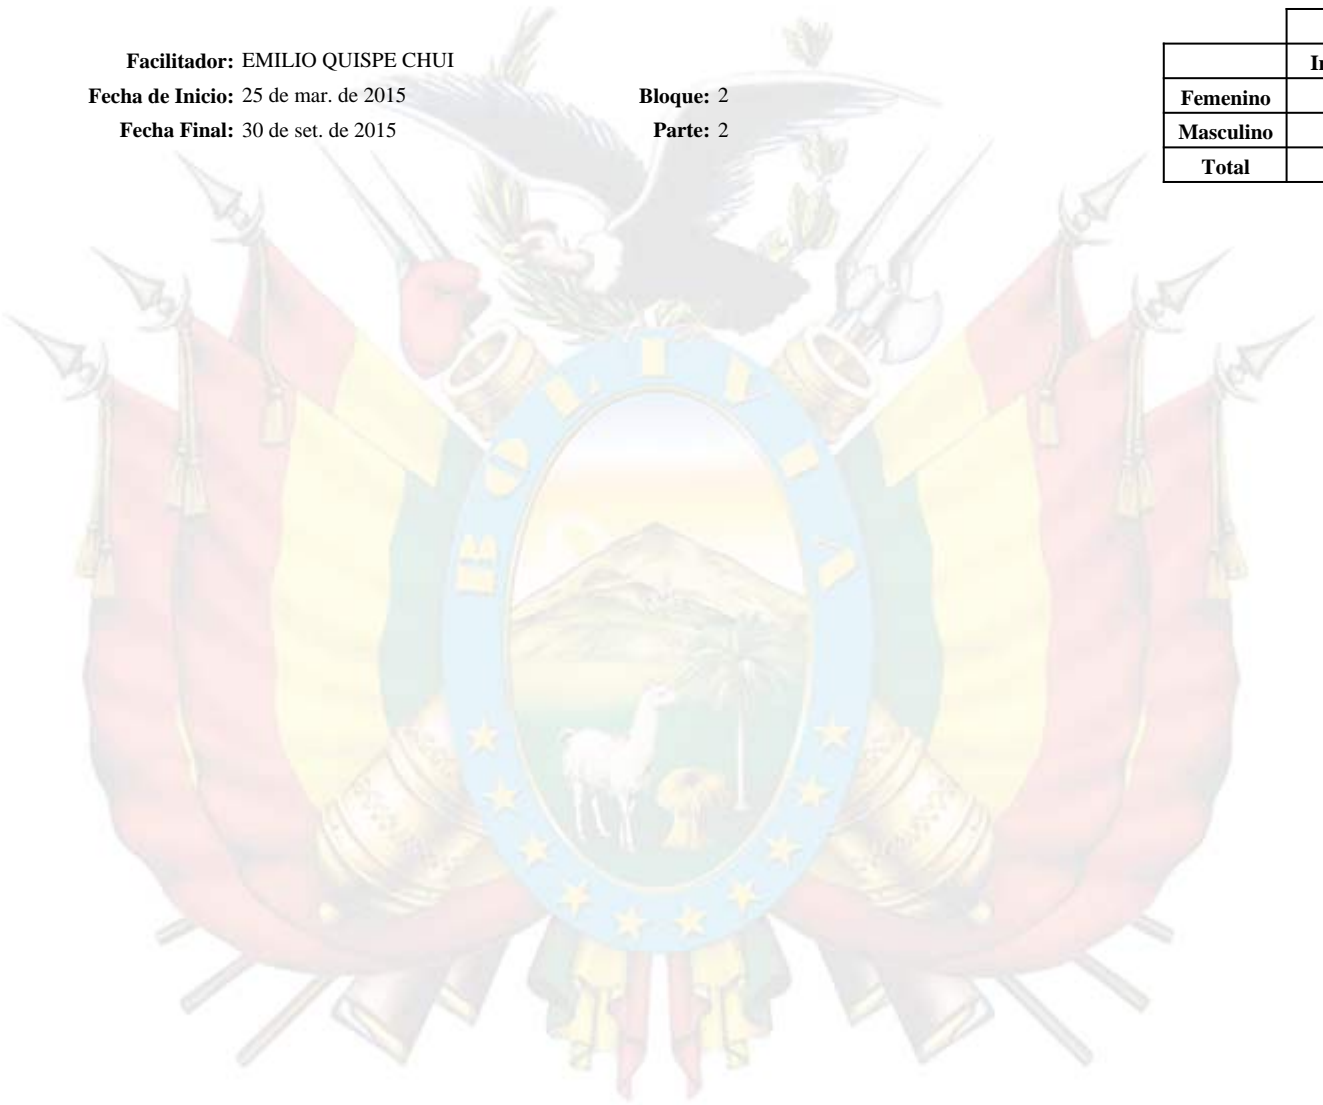 Facilitador: EMILIO QUISPE CHUI
Fecha de Inicio: 25 de mar. de 2015 Bloque: 2
Fecha Final: 30 de set. de 2015 Parte: 2
Femenino
Masculino
Total
BOLIVIA